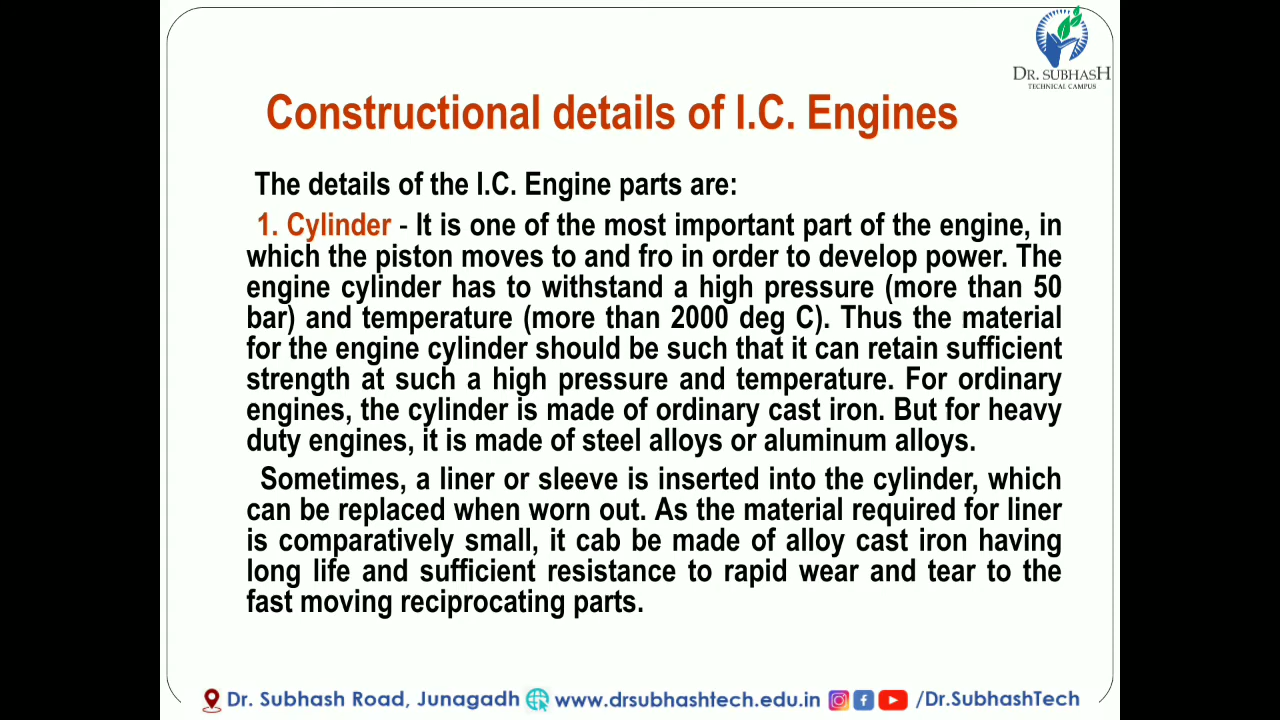 DR. SUBHASH
TECHNICAL CAMPUS
Constructional details of I.C. Engines
The details of the I.C. Engine parts are:
1. Cylinder - It is one of the most important part of the engine, in
which the piston moves to and fro in order to develop power. The
engine cylinder has to withstand a high pressure (more than 50
bar) and temperature (more than 2000 deg C). Thus the material
for the engine cylinder should be such that it can retain sufficient
strength at such a high pressure and temperature. For ordinary
engines, the cylinder is made of ordinary cast iron. But for heavy
duty engines, it is made of steel alloys or aluminum alloys.
Sometimes, a liner or sleeve is inserted into the cylinder, which
can be replaced when worn out. As the material required for liner
is comparatively small, it cab be made of alloy cast iron having
long life and sufficient resistance to rapid wear and tear to the
fast moving reciprocating parts.
Dr. Subhash Road, Junagadh www.drsubhashtech.edu.in /Dr.SubhashTech